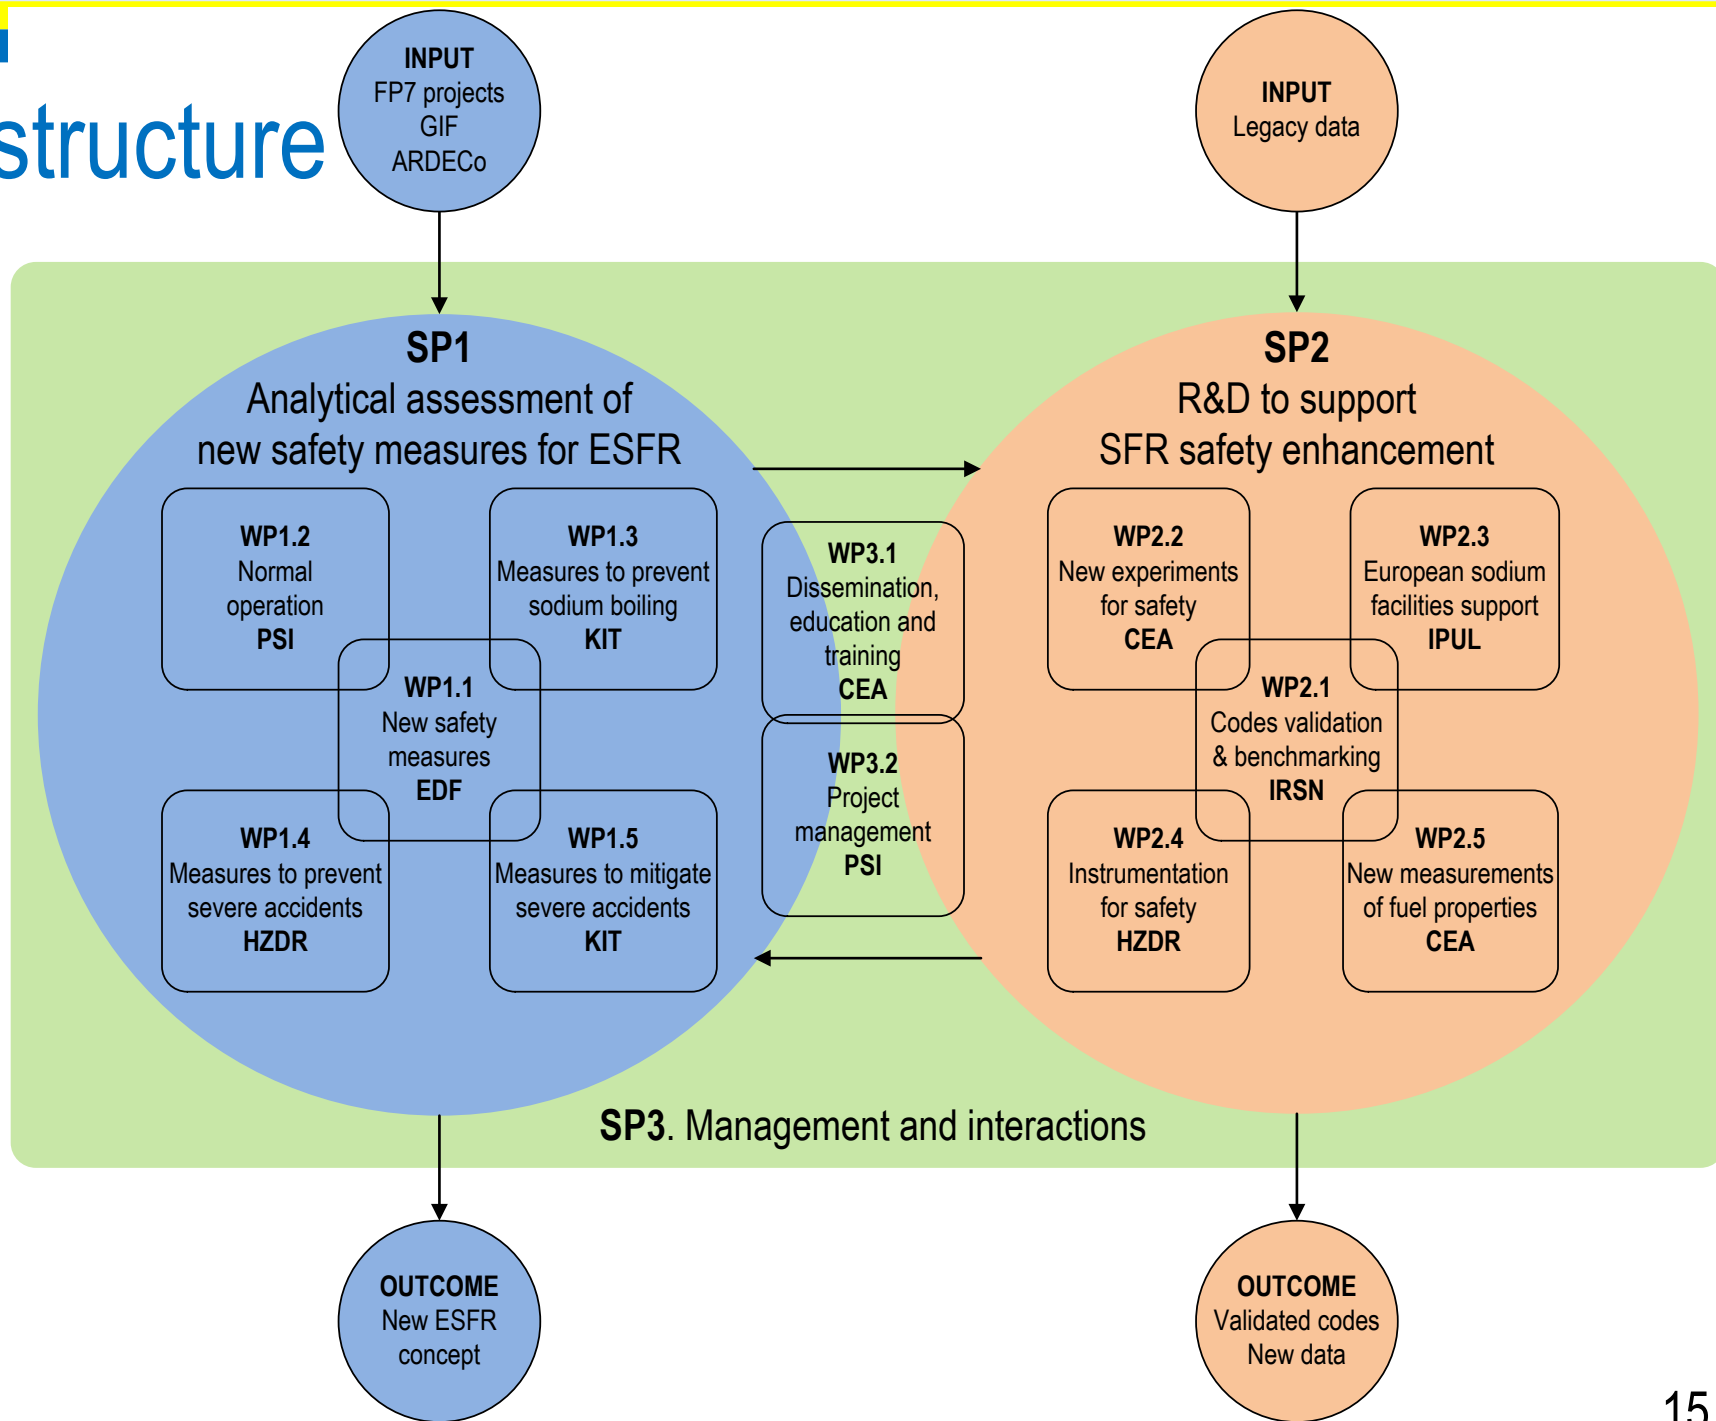 structure
INPUT
FP7 projects
GIF
ARDECo
INPUT
Legacy data
SP1
Analytical assessment of
new safety measures for ESFR
SP2
R&D to support
SFR safety enhancement
WP1.2
Normal
operation
PSI
WP1.3
Measures to prevent
sodium boiling
KIT
WP1.1
New safety
measures
EDF
WP1.4
Measures to prevent
severe accidents
HZDR
WP1.5
Measures to mitigate
severe accidents
KIT
WP3.1
Dissemination,
education and
training
CEA
WP3.2
Project
management
PSI
WP2.2
New experiments
for safety
CEA
WP2.3
European sodium
facilities support
IPUL
WP2.1
Codes validation
& benchmarking
IRSN
WP2.4
Instrumentation
for safety
HZDR
WP2.5
New measurements
of fuel properties
CEA
SP3. Management and interactions
OUTCOME
New ESFR
concept
OUTCOME
Validated codes
New data
15